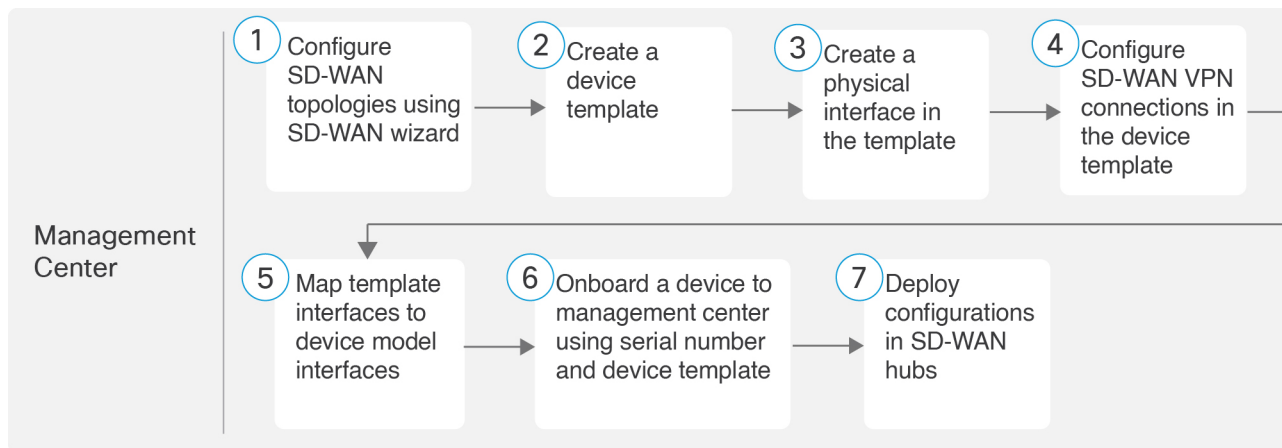 Management
Center
1
Configure
SD-WAN
topologies using
SD-WAN wizard
2
Create a
device
template
3
Create a
physical
interface in
the template
4
Configure
SD-WAN VPN
connections in
the device
template
5
Map template
interfaces to
device model
interfaces
6
Onboard a device to
management center
using serial number
and device template
7
Deploy
configurations
in SD-WAN
hubs